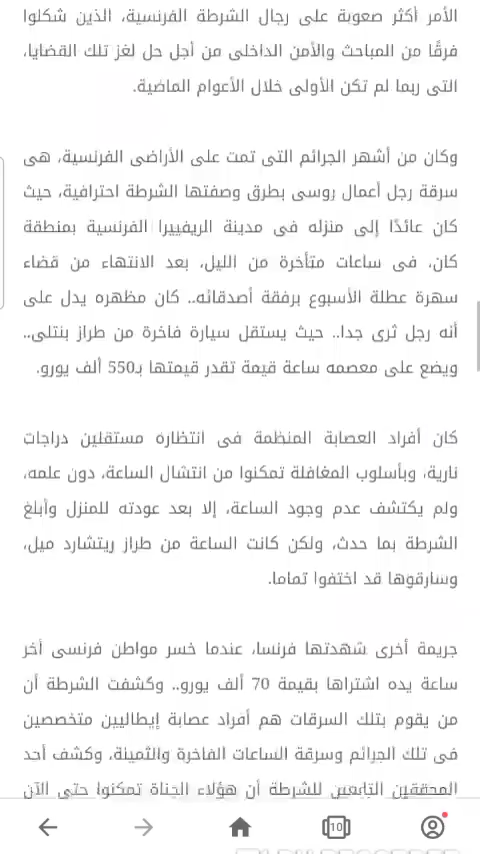 الأمر أكثر صعوبة على رجال الشرطة الفرنسية، الذين شكلوا
فرقًا من المباحث والأمن الداخلى من أجل حل لغز تلك القضايا،
التى ربما لم تكن الأولى خلال الأعوام الماضية.
وكان من أشهر الجرائم التى تمت على الأراضى الفرنسية، هى
سرقة رجل أعمال روسى بطرق وصفتها الشرطة احترافية، حيث
كان عائدًا إلى منزله فى مدينة الريفييرا الفرنسية بمنطقة
كان، فى ساعات متأخرة من الليل، بعد الانتهاء من قضاء
سهرة عطلة الأسبوع برفقة أصدقائه.. كان مظهره يدل على
أنه رجل ثرى جدا.. حيث يستقل سيارة فاخرة من طراز بنتلى..
ويضع على معصمه ساعة قيمة تقدر قيمتها بـ550 ألف يورو.
كان أفراد العصابة المنظمة فى انتظاره مستقلين دراجات
نارية، وبأسلوب المغافلة تمكنوا من انتشال الساعة، دون علمه،
ولم يكتشف عدم وجود الساعة، إلا بعد عودته للمنزل وأبلغ
الشرطة بما حدث، ولكن كانت الساعة من طراز ريتشارد ميل،
وسارقوها قد اختفوا تماما.
جريمة أخرى شهدتها فرنسا، عندما خسر مواطن فرنسى أخر
ساعة يده اشتراها بقيمة 70 ألف يورو.. وكشفت الشرطة أن
من يقوم بتلك السرقات هم أفراد عصابة إيطاليين متخصصين
فى تلك الجرائم وسرقة الساعات الفاخرة والثمينة، وكشف أحد
المحققين التابعين للشرطة أن هؤلاء الجناة تمكنوا حتى الآن
10